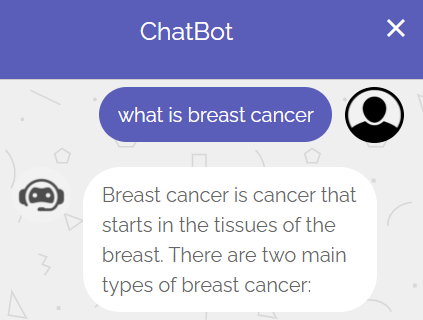 ChatBot
what is breast cancer
Breast cancer is cancer that
starts in the tissues of the
breast. There are two main
types of breast cancer: